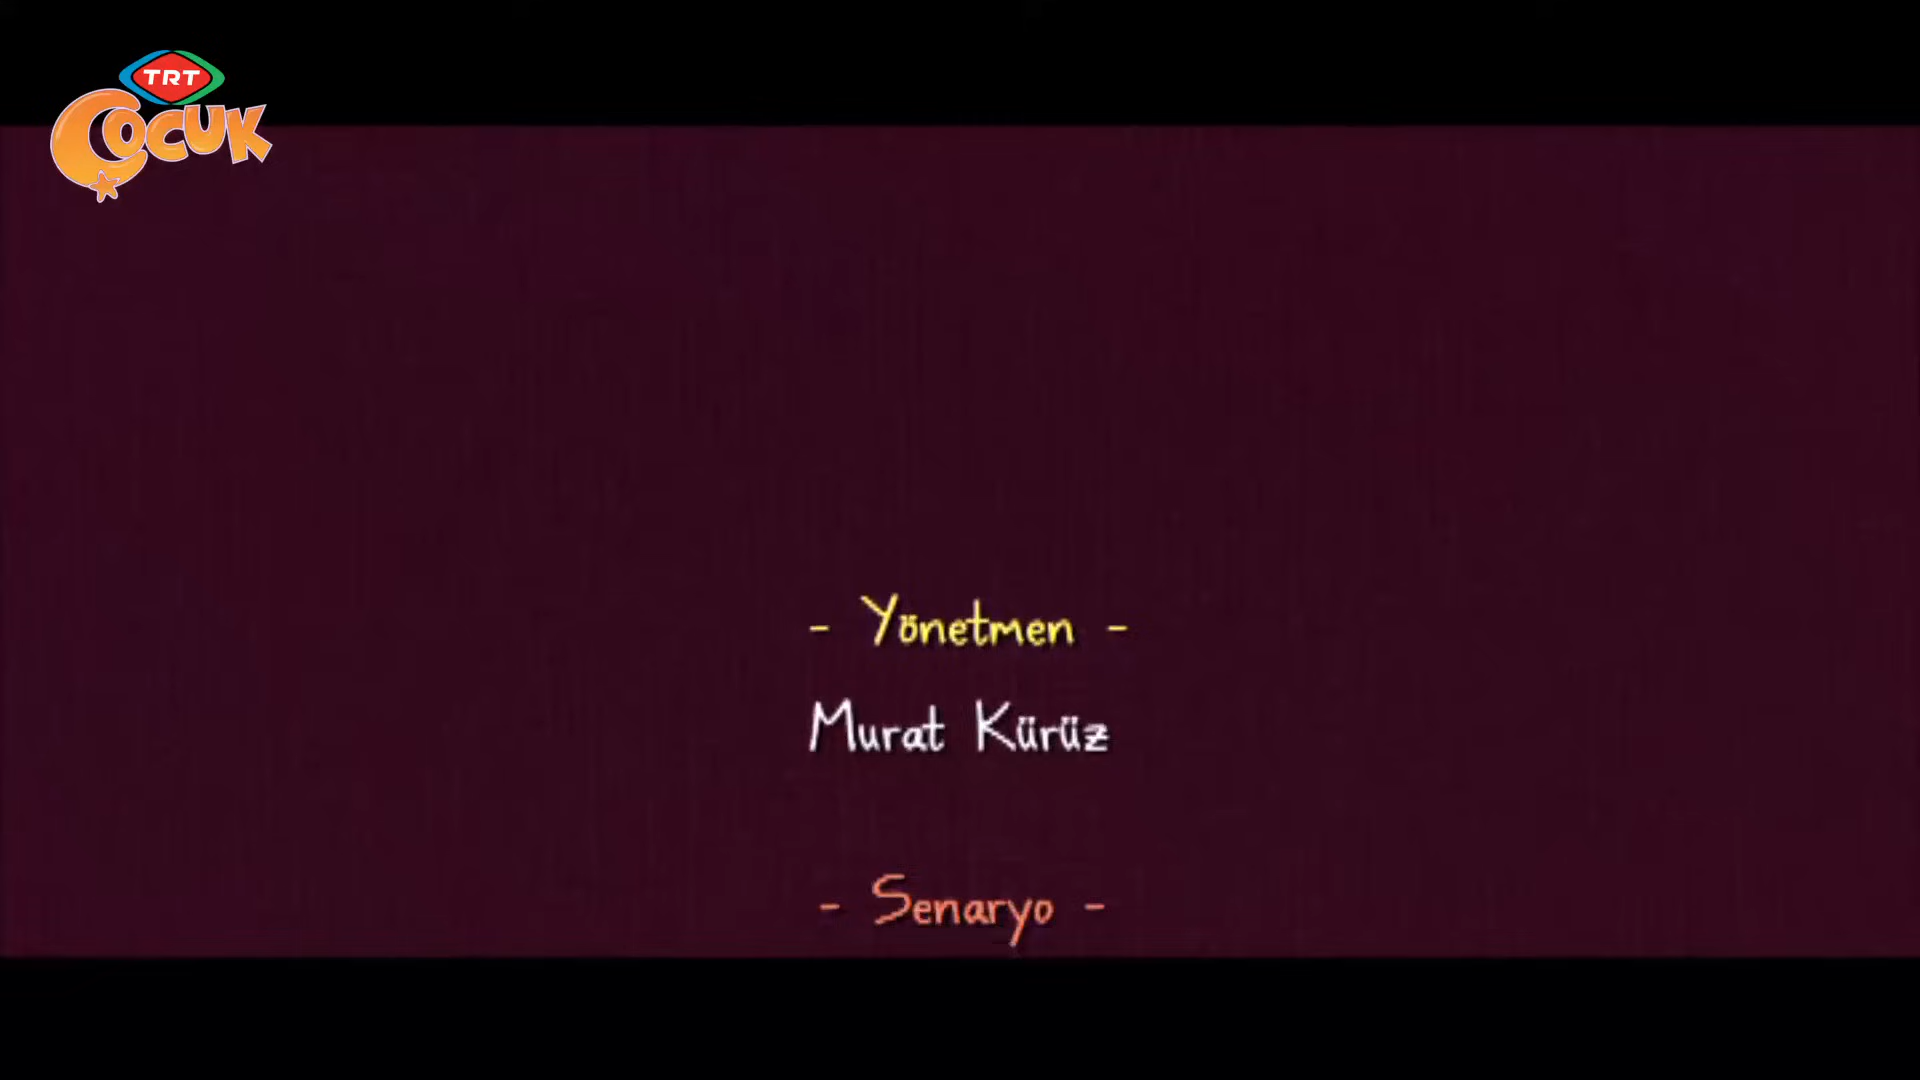 TRT
Çocuk
- Yönetmen -
Murat Kürüz
- Senaryo -